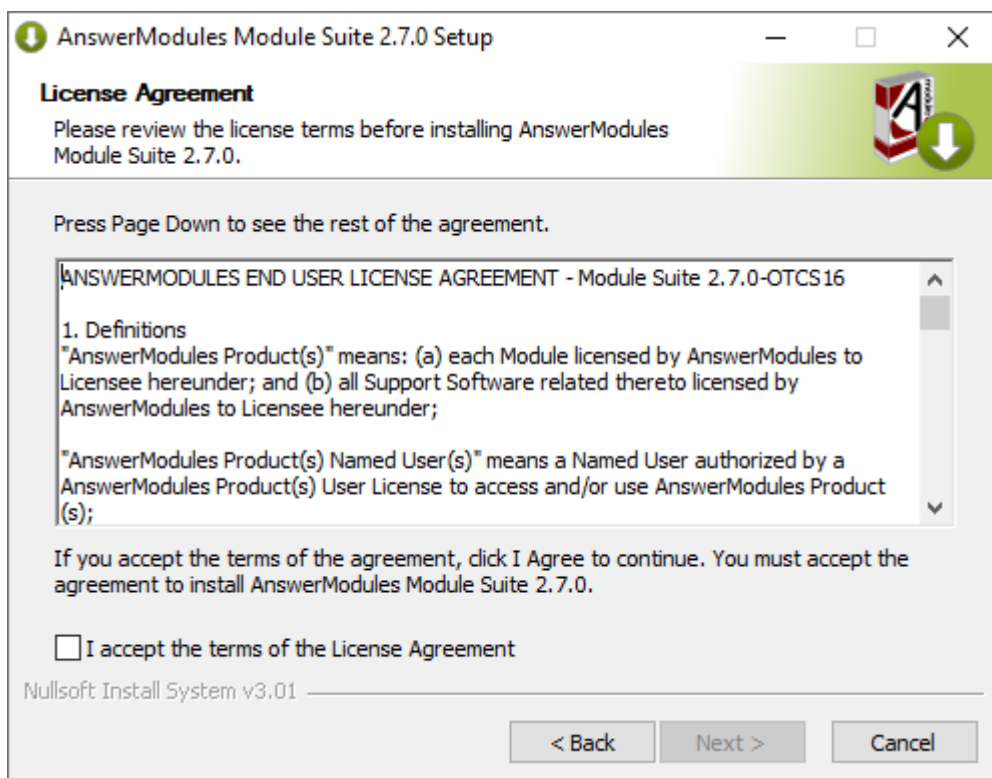 AnswerModules Module Suite 2.7.0 Setup
License Agreement
Please review the license terms before installing AnswerModules
Module Suite 2.7.0.
Press Page Down to see the rest of the agreement.
ANSWERMODULES END USER LICENSE AGREEMENT - Module Suite 2.7.0-OTCS16
1. Definitions
"AnswerModules Product(s)" means: (a) each Module licensed by AnswerModules to
Licensee hereunder; and (b) all Support Software related thereto licensed by
AnswerModules to Licensee hereunder;
"AnswerModules Product(s) Named User(s)" means a Named User authorized by a
AnswerModules Product(s) User License to access and/or use AnswerModules Product
(s);
If you accept the terms of the agreement, click I Agree to continue. You must accept the
agreement to install AnswerModules Module Suite 2.7.0.
I accept the terms of the License Agreement
Nullsoft Install System v3.01
< Back
Next >
Cancel